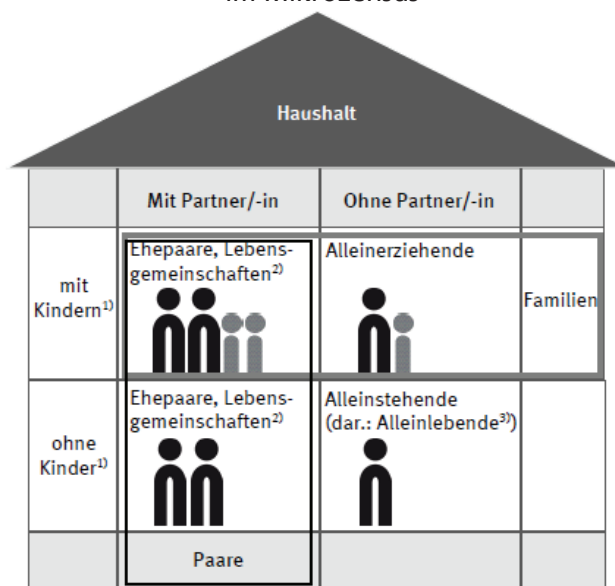 im Mikrozensus
Haushalt
Mit Partner/-in
Ohne Partner/-in
mit
Kindern¹⁾
Ehepaare, Lebens-
gemeinschaften²⁾
Alleinerziehende
Familien
ohne
Kinder¹⁾
Ehepaare, Lebens-
gemeinschaften²⁾
Alleinstehende
(dar.: Alleinlebende³⁾)
Paare